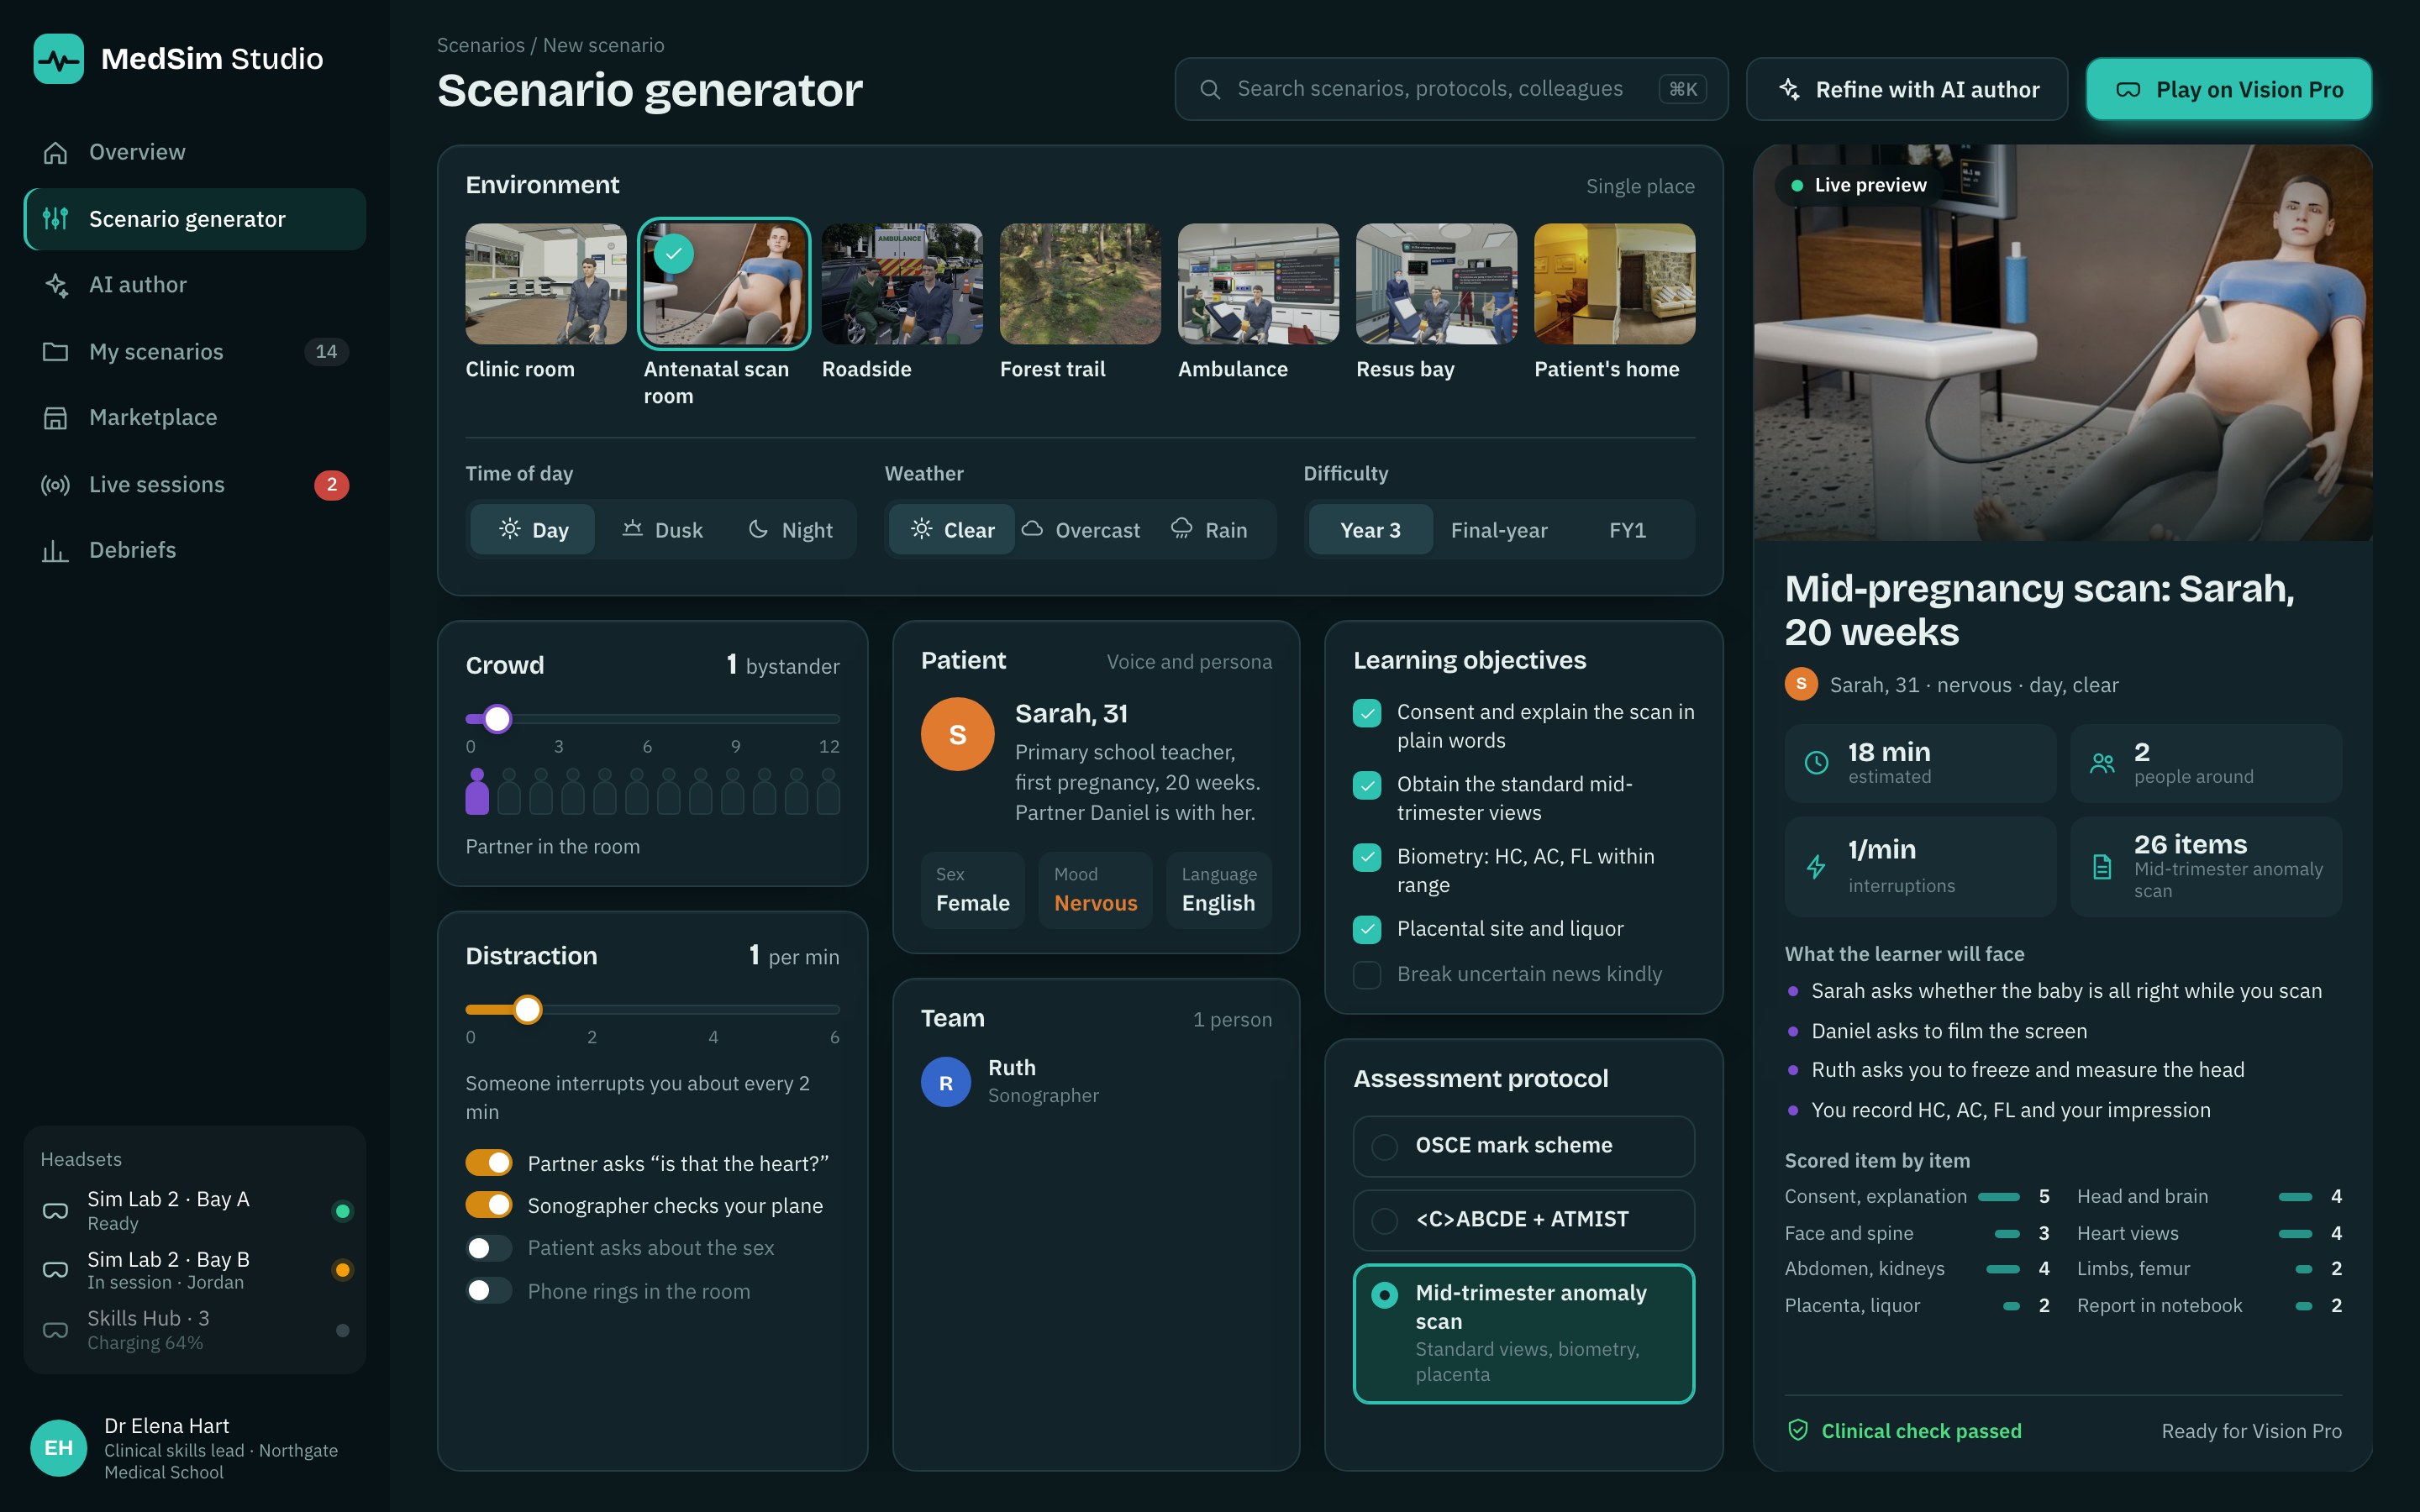 MedSim Studio
Overview
Scenario generator
AI author
My scenarios 14
Marketplace
Live sessions 2
Debriefs
Headsets
Sim Lab 2 · Bay A
Ready
Sim Lab 2 · Bay B
In session · Jordan
Skills Hub · 3
Charging 64%
EH
Dr Elena Hart
Clinical skills lead · Northgate
Medical School
Scenarios / New scenario
Scenario generator
Search scenarios, protocols, colleagues ⌘K
Refine with AI author
Play on Vision Pro
Environment
Single place
AMBULANCE
Clinic room
Antenatal scan
room
Roadside
Forest trail
Ambulance
Resus bay
Patient's home
Time of day
Day Dusk Night
Weather
Clear Overcast Rain
Difficulty
Year 3 Final-year FY1
Crowd
1 bystander
0 3 6 9 12
Partner in the room
Distraction
1 per min
0 2 4 6
Someone interrupts you about every 2
min
Partner asks “is that the heart?”
Sonographer checks your plane
Patient asks about the sex
Phone rings in the room
Patient
Voice and persona
S
Sarah, 31
Primary school teacher,
first pregnancy, 20 weeks.
Partner Daniel is with her.
Sex
Female
Mood
Nervous
Language
English
Team
1 person
R
Ruth
Sonographer
Learning objectives
Consent and explain the scan in
plain words
Obtain the standard mid-
trimester views
Biometry: HC, AC, FL within
range
Placental site and liquor
Break uncertain news kindly
Assessment protocol
OSCE mark scheme
<C>ABCDE + ATMIST
Mid-trimester anomaly
scan
Standard views, biometry,
placenta
Live preview
Mid-pregnancy scan: Sarah,
20 weeks
S
Sarah, 31 · nervous · day, clear
18 min
estimated
2
people around
1/min
interruptions
26 items
Mid-trimester anomaly
scan
What the learner will face
Sarah asks whether the baby is all right while you scan
Daniel asks to film the screen
Ruth asks you to freeze and measure the head
You record HC, AC, FL and your impression
Scored item by item
Consent, explanation 5
Head and brain 4
Face and spine 3
Heart views 4
Abdomen, kidneys 4
Limbs, femur 2
Placenta, liquor 2
Report in notebook 2
Clinical check passed
Ready for Vision Pro